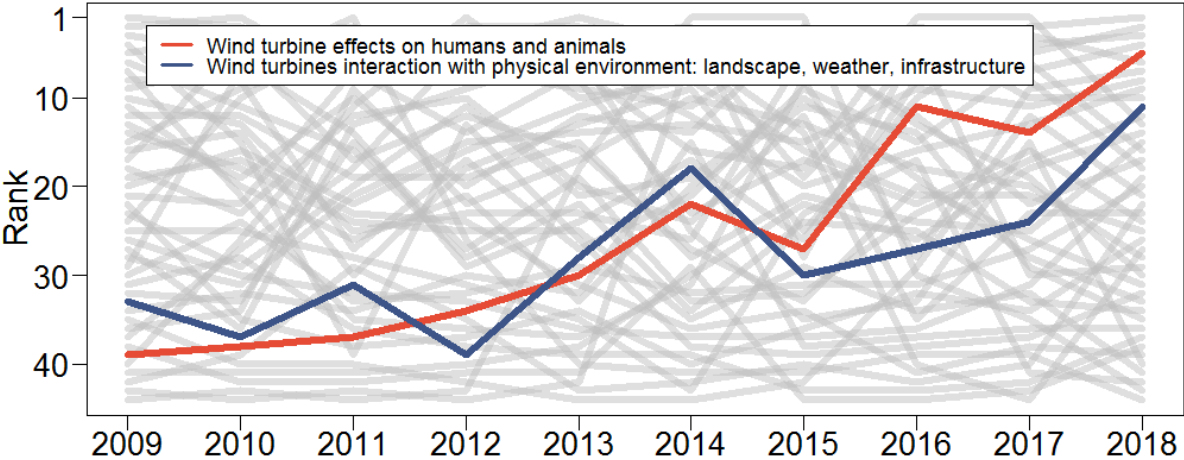 Wind turbine effects on humans and animals
Wind turbines interaction with physical environment: landscape, weather, infrastructure
Rank
1
10
20
30
40
2009 2010 2011 2012 2013 2014 2015 2016 2017 2018